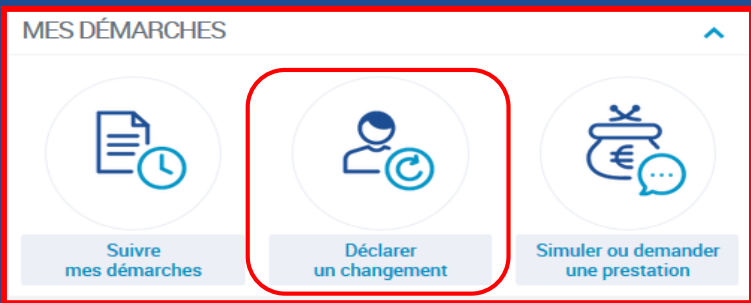 MES DÉMARCHES
€
Suivre
mes démarches
Déclarer
un changement
Simuler ou demander
une prestation